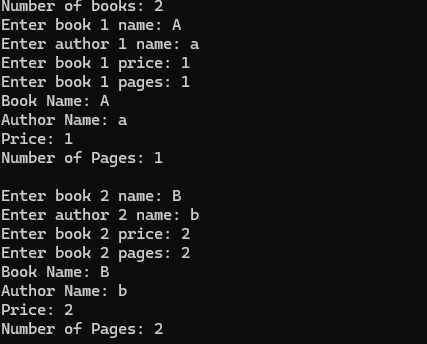 Number of books: 2
Enter book 1 name: A
Enter author 1 name: a
Enter book 1 price: 1
Enter book 1 pages: 1
Book Name: A
Author Name: a
Price: 1
Number of Pages: 1

Enter book 2 name: B
Enter author 2 name: b
Enter book 2 price: 2
Enter book 2 pages: 2
Book Name: B
Author Name: b
Price: 2
Number of Pages: 2